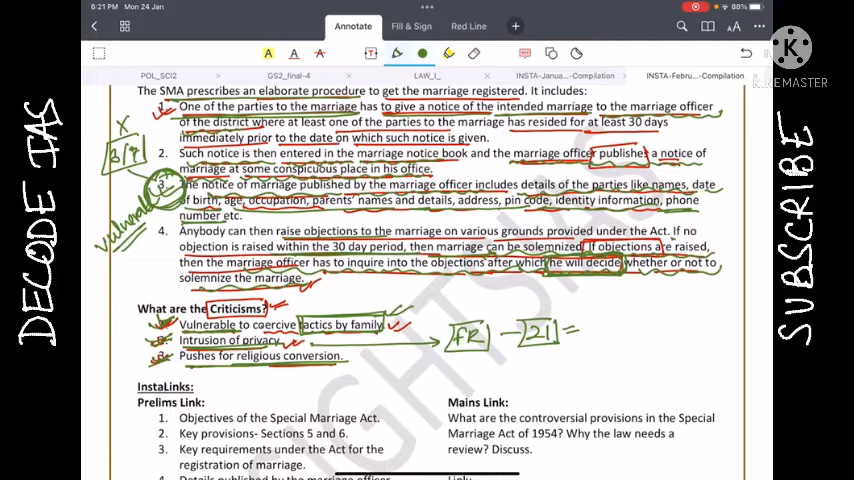 6:21 PM Mon 24 Jan
88%
Annotate Fill & Sign Red Line
K
KINEMASTER
POL_SCI2 GS2_final-4 LAW_I_ INSTA-Janua...-Compilation INSTA-Febru...-Compilation
The SMA prescribes an elaborate procedure to get the marriage registered. It includes:
1. One of the parties to the marriage has to give a notice of the intended marriage to the marriage officer
of the district where at least one of the parties to the marriage has resided for at least 30 days
immediately prior to the date on which such notice is given.
2. Such notice is then entered in the marriage notice book and the marriage officer publishes a notice of
marriage at some conspicuous place in his office.
3. The notice of marriage published by the marriage officer includes details of the parties like names, date
of birth, age, occupation, parents' names and details, address, pin code, identity information, phone
number etc.
4. Anybody can then raise objections to the marriage on various grounds provided under the Act. If no
objection is raised within the 30 day period, then marriage can be solemnized. If objections are raised,
then the marriage officer has to inquire into the objections after which he will decide whether or not to
solemnize the marriage.
X
Vulnerable
What are the Criticisms?
1. Vulnerable to coercive tactics by family.
2. Intrusion of privacy
3. Pushes for religious conversion.
FR — 21 =
InstaLinks:
Prelims Link:
1. Objectives of the Special Marriage Act.
2. Key provisions- Sections 5 and 6.
3. Key requirements under the Act for the
registration of marriage.
4. Details published by the marriage officer
Mains Link:
What are the controversial provisions in the Special
Marriage Act of 1954? Why the law needs a
review? Discuss.
Link:
INSIGHTSIAS
DECODE IAS
SUBSCRIBE